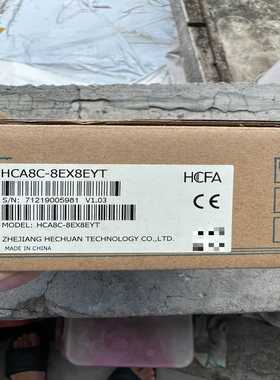 HCA8C-8EX8EYT
HCFA
S/N: 71219005981 V1.03
CE
MODEL: HCA8C-8EX8EYT
ZHEJIANG HECHUAN TECHNOLOGY CO.,LTD.
MADE IN CHINA